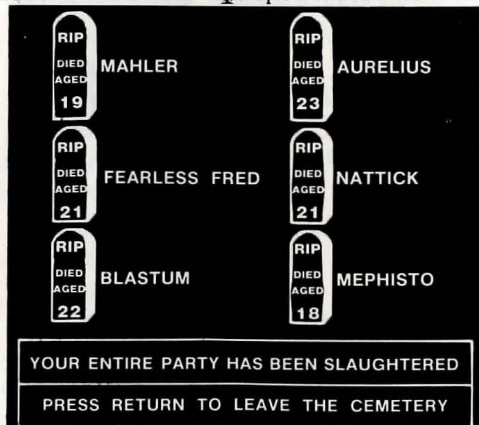 RIP
DIED
AGED
19
MAHLER
RIP
DIED
AGED
23
AURELIUS
RIP
DIED
AGED
21
FEARLESS FRED
RIP
DIED
AGED
21
NATTICK
RIP
DIED
AGED
22
BLASTUM
RIP
DIED
AGED
18
MEPHISTO
YOUR ENTIRE PARTY HAS BEEN SLAUGHTERED
PRESS RETURN TO LEAVE THE CEMETERY